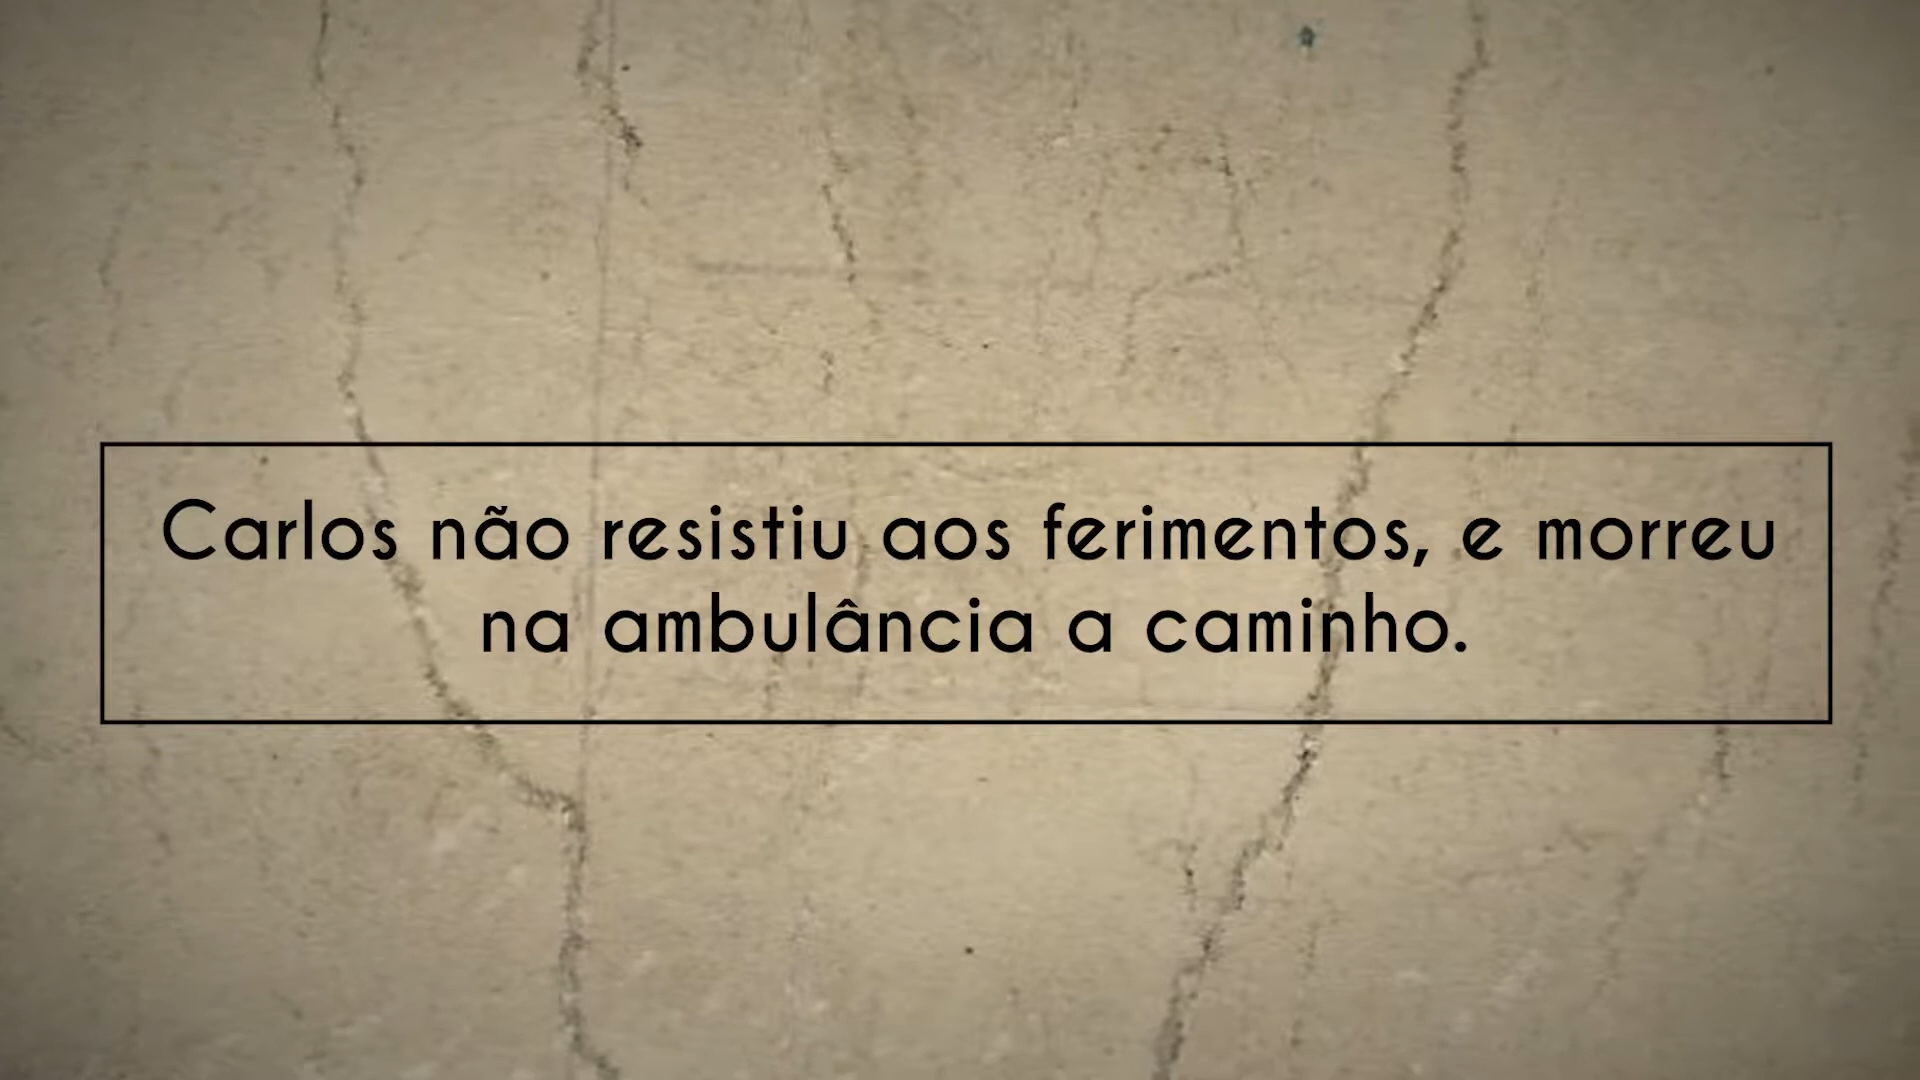 Carlos não resistiu aos ferimentos, e morreu
na ambulância a caminho.